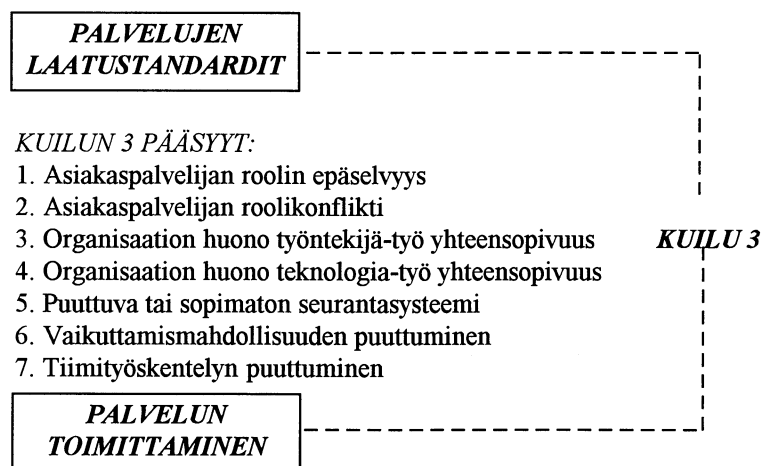 PALVELUJEN
LAATUSTANDARDIT
KUILUN 3 PÄÄSYYT:
1. Asiakaspalvelijan roolin epäselvyys
2. Asiakaspalvelijan roolikonflikti
3. Organisaation huono työntekijä-työ yhteensopivuus
KUILU 3
4. Organisaation huono teknologia-työ yhteensopivuus
5. Puuttuva tai sopimaton seurantasysteemi
6. Vaikuttamismahdollisuuden puuttuminen
7. Tiimityöskentelyn puuttuminen
PALVELUN
TOIMITTAMINEN